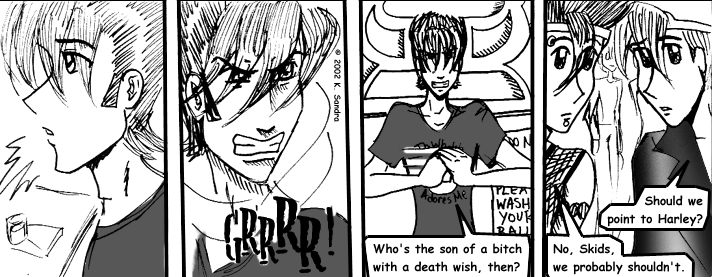 © 2002 K. Sandra
GRRRR!
Adores Me
PLEA
WASH
YOUR
BALL
Who's the son of a bitch
with a death wish, then?
Should we
point to Harley?
No, Skids,
we probably shouldn't.